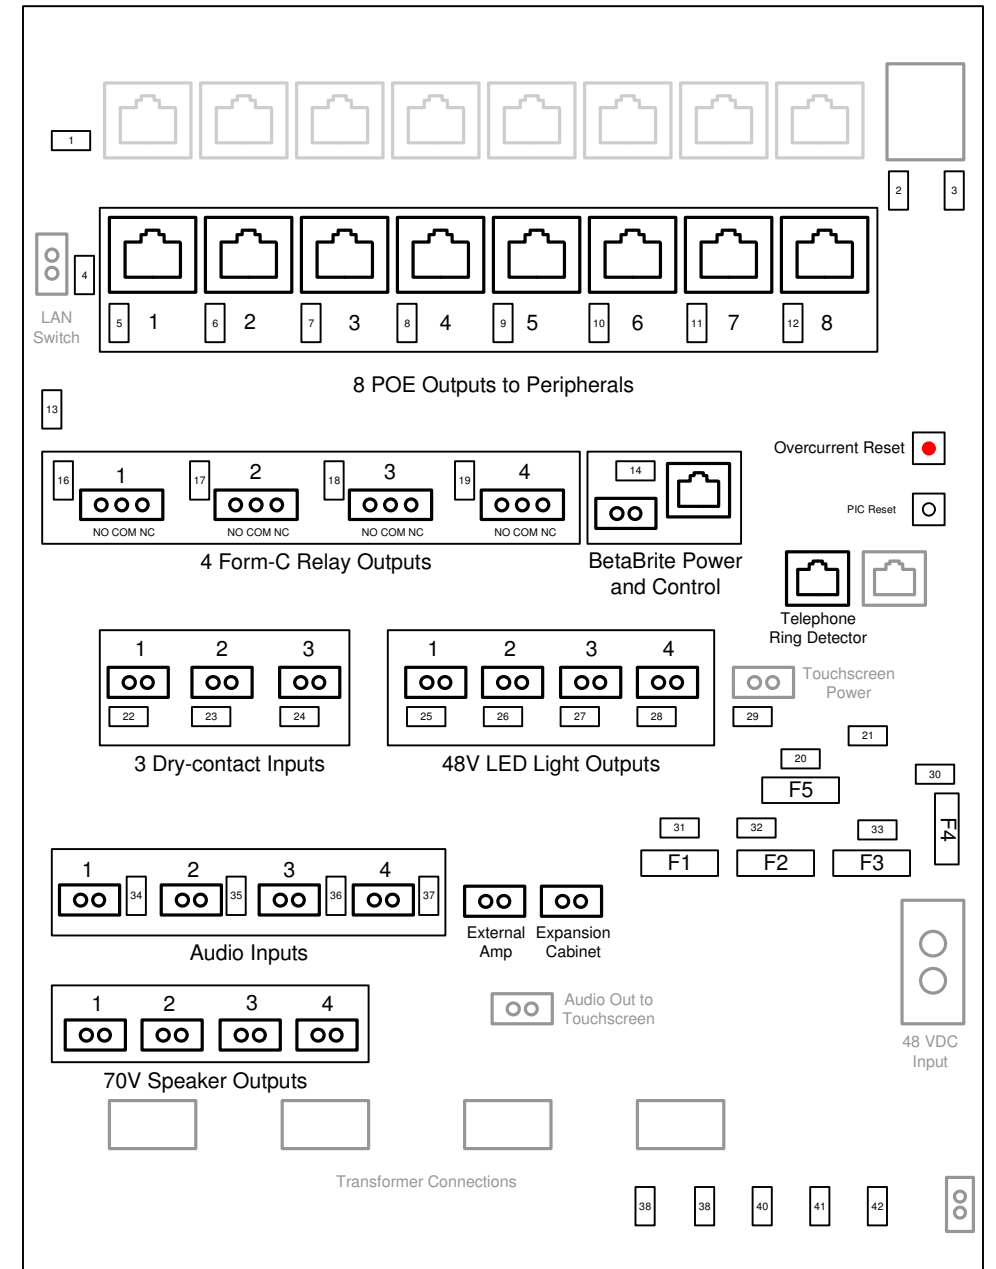 1
2 3
4
LAN
Switch
5 1 6 2 7 3 8 4 9 5 10 6 11 7 12 8
8 POE Outputs to Peripherals
13
Overcurrent Reset
16 1 17 2 18 3 19 4
NO COM NC NO COM NC NO COM NC NO COM NC
4 Form-C Relay Outputs
14
BetaBrite Power
and Control
PIC Reset
Telephone
Ring Detector
1 2 3
22 23 24
3 Dry-contact Inputs
1 2 3 4
25 26 27 28
48V LED Light Outputs
Touchscreen
Power
29
21
20
F5
30
F4
31 32 33
F1 F2 F3
1 2 3 4
34 35 36 37
Audio Inputs
External
Amp
Expansion
Cabinet
1 2 3 4
70V Speaker Outputs
Audio Out to
Touchscreen
48 VDC
Input
Transformer Connections
38 38 40 41 42